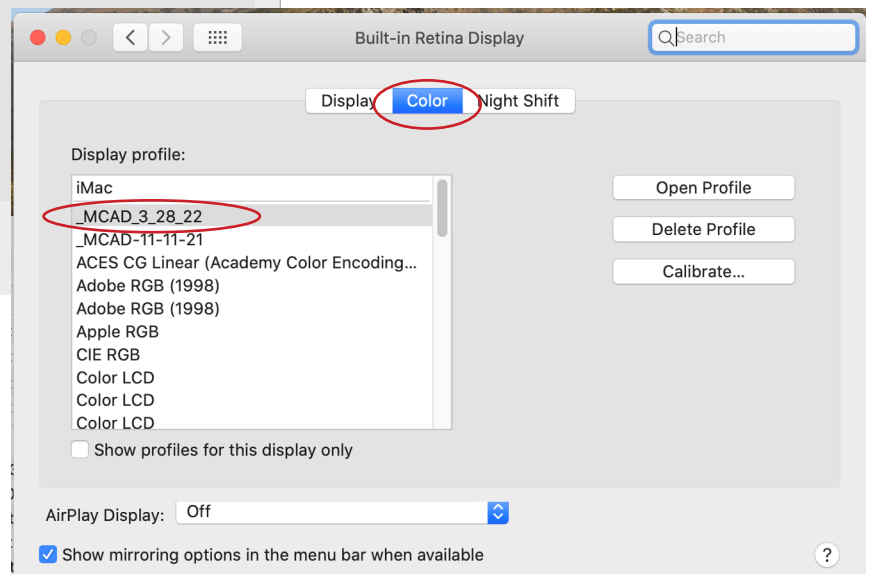 Built-in Retina Display
Search
Display Color Night Shift
Display profile:
iMac
_MCAD_3_28_22
_MCAD-11-11-21
ACES CG Linear (Academy Color Encoding...
Adobe RGB (1998)
Adobe RGB (1998)
Apple RGB
CIE RGB
Color LCD
Color LCD
Color LCD
Open Profile
Delete Profile
Calibrate...
Show profiles for this display only
AirPlay Display: Off
Show mirroring options in the menu bar when available
?